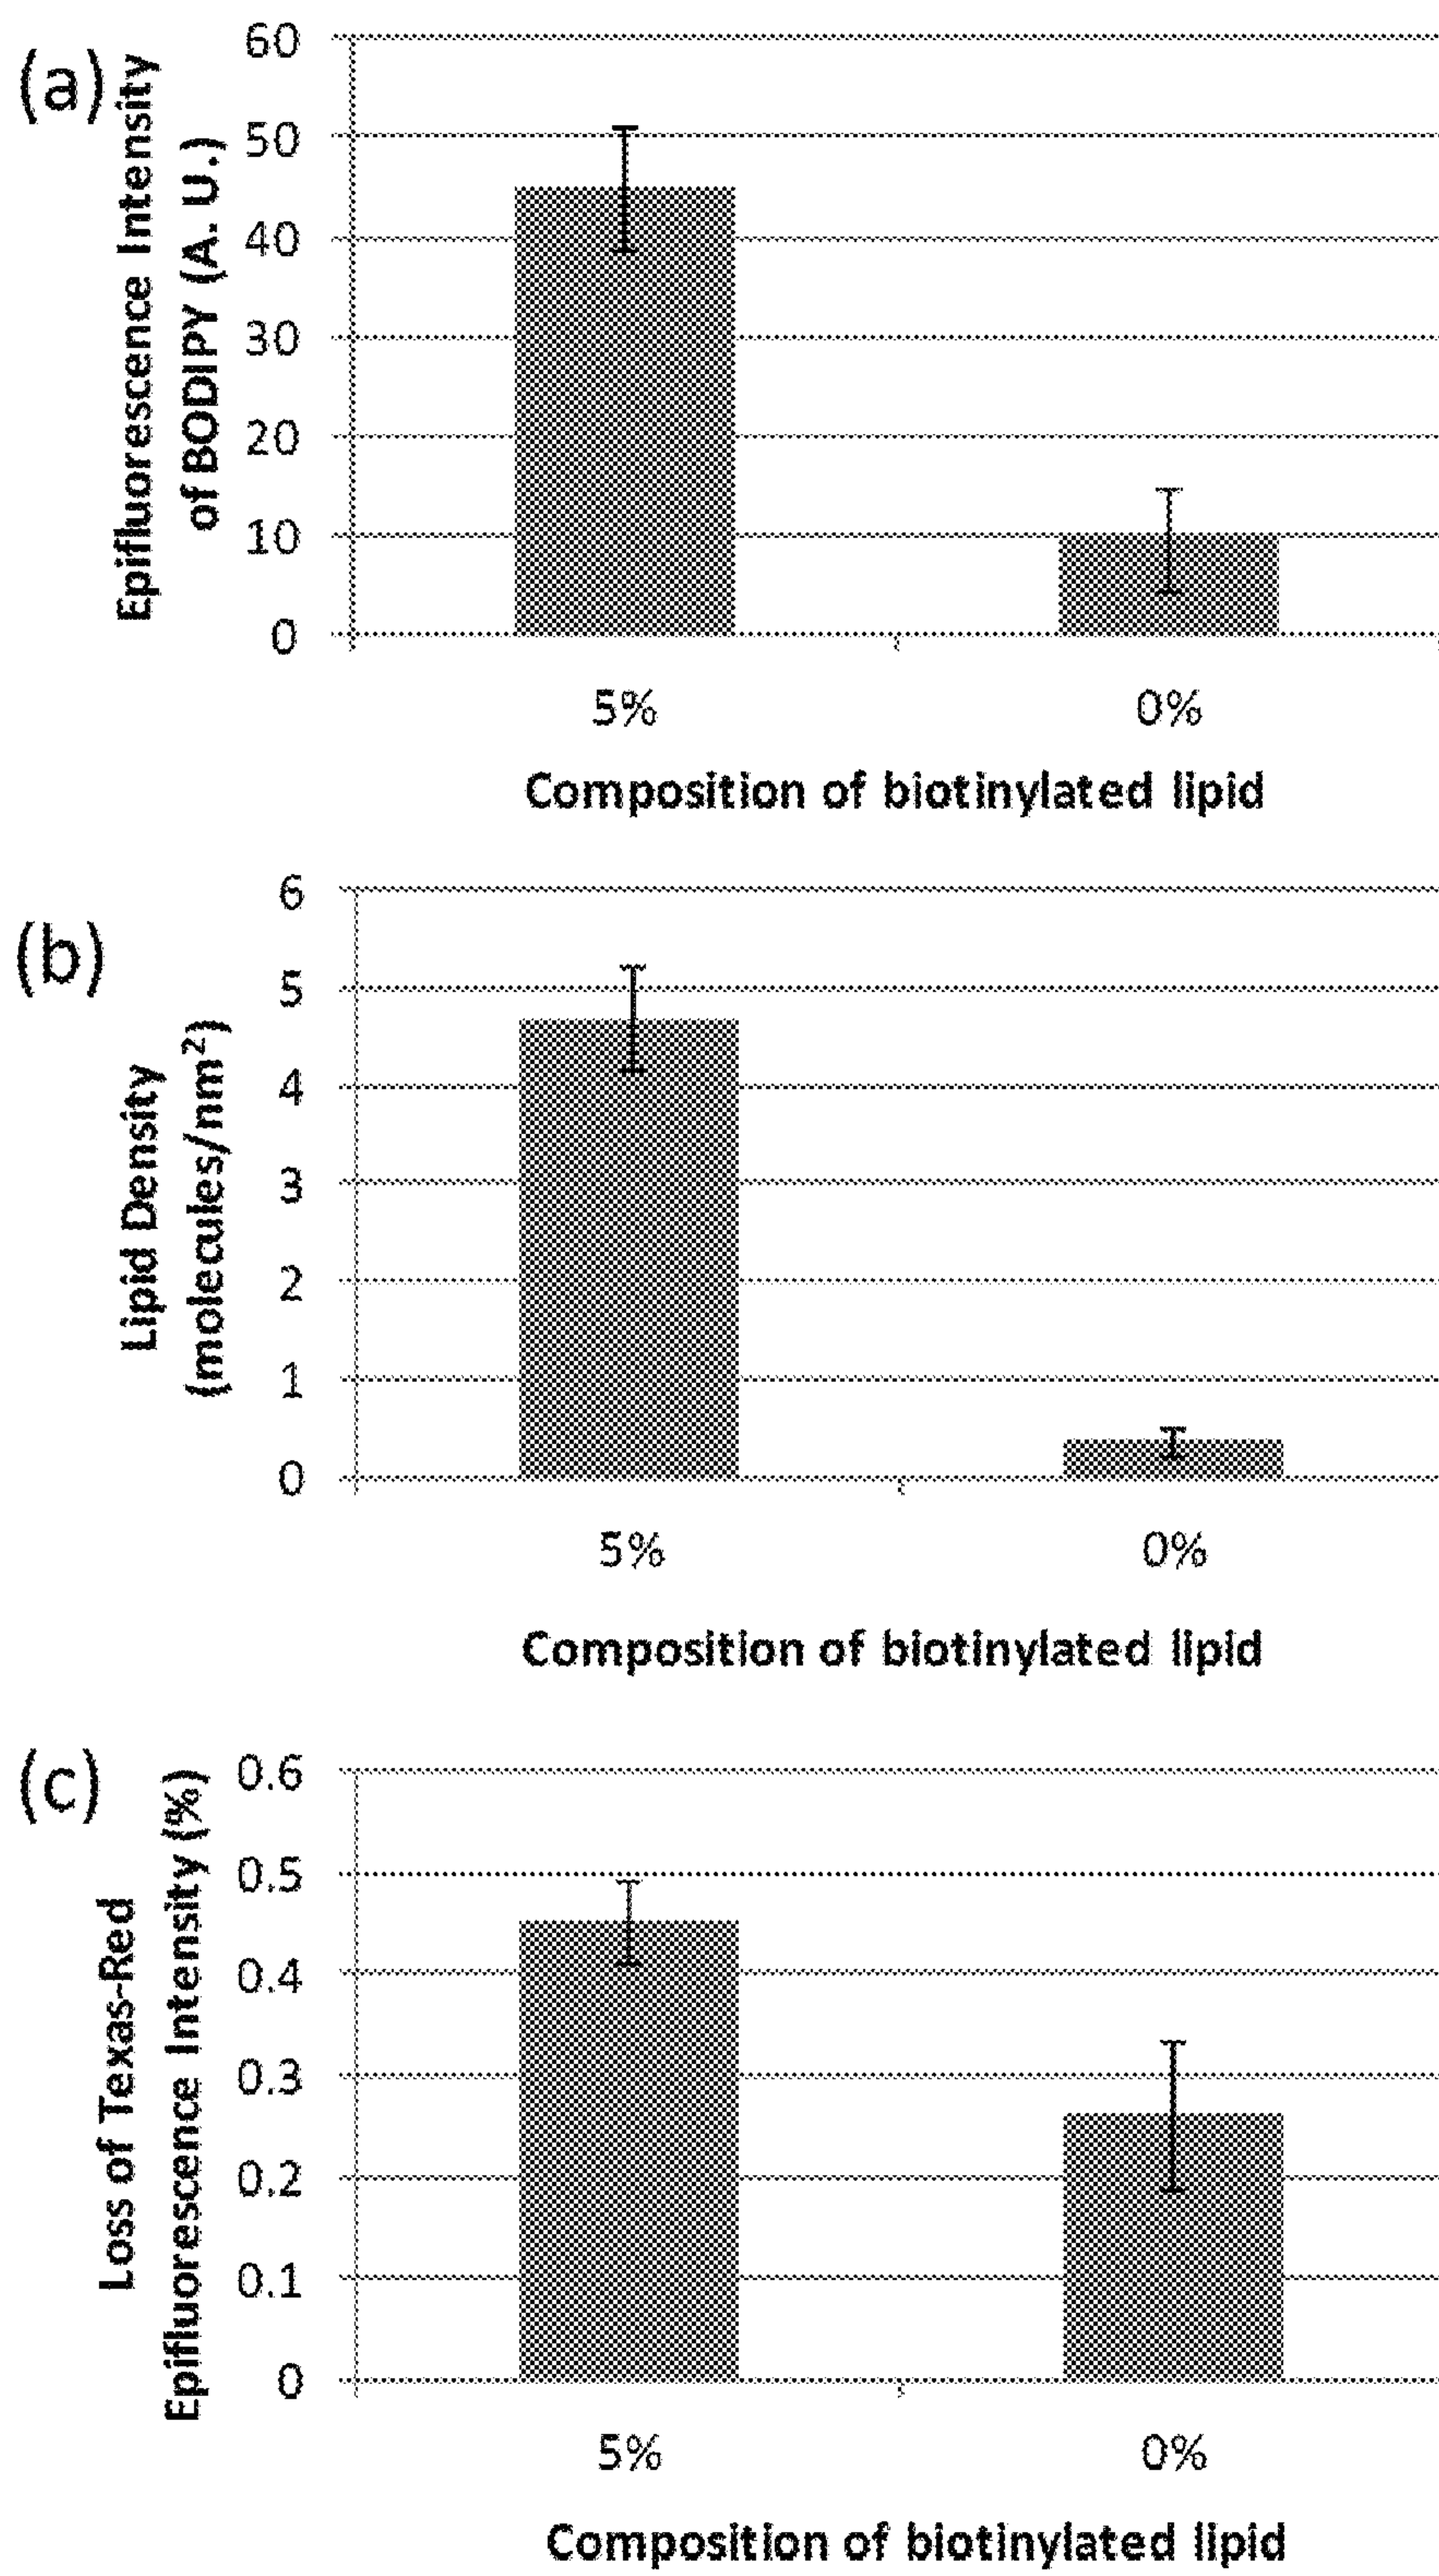 (a)
Epifluorescence Intensity
of BODIPY (A. U.)
60
50
40
30
20
10
0
5%
0%
Composition of biotinylated lipid
(b)
Lipid Density
(molecules/nm²)
6
5
4
3
2
1
0
5%
0%
Composition of biotinylated lipid
(c)
Loss of Texas-Red
Epifluorescence Intensity (%)
0.6
0.5
0.4
0.3
0.2
0.1
0
5%
0%
Composition of biotinylated lipid